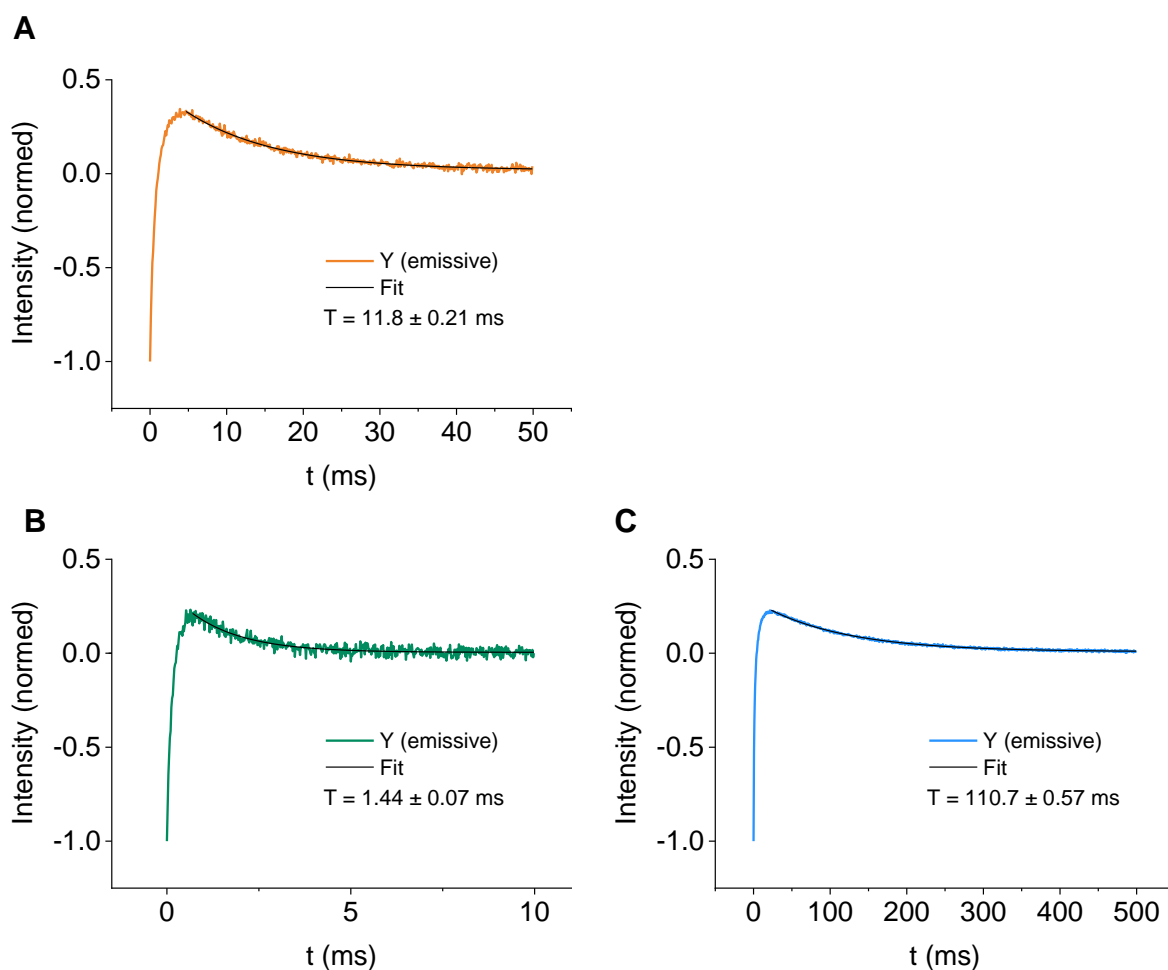 A
Intensity (normed)
0.5
0.0
-0.5
-1.0
Y (emissive)
Fit
T = 11.8 ± 0.21 ms
0 10 20 30 40 50
t (ms)
B
Intensity (normed)
0.5
0.0
-0.5
-1.0
Y (emissive)
Fit
T = 1.44 ± 0.07 ms
0 5 10
t (ms)
C
Intensity (normed)
0.5
0.0
-0.5
-1.0
Y (emissive)
Fit
T = 110.7 ± 0.57 ms
0 100 200 300 400 500
t (ms)